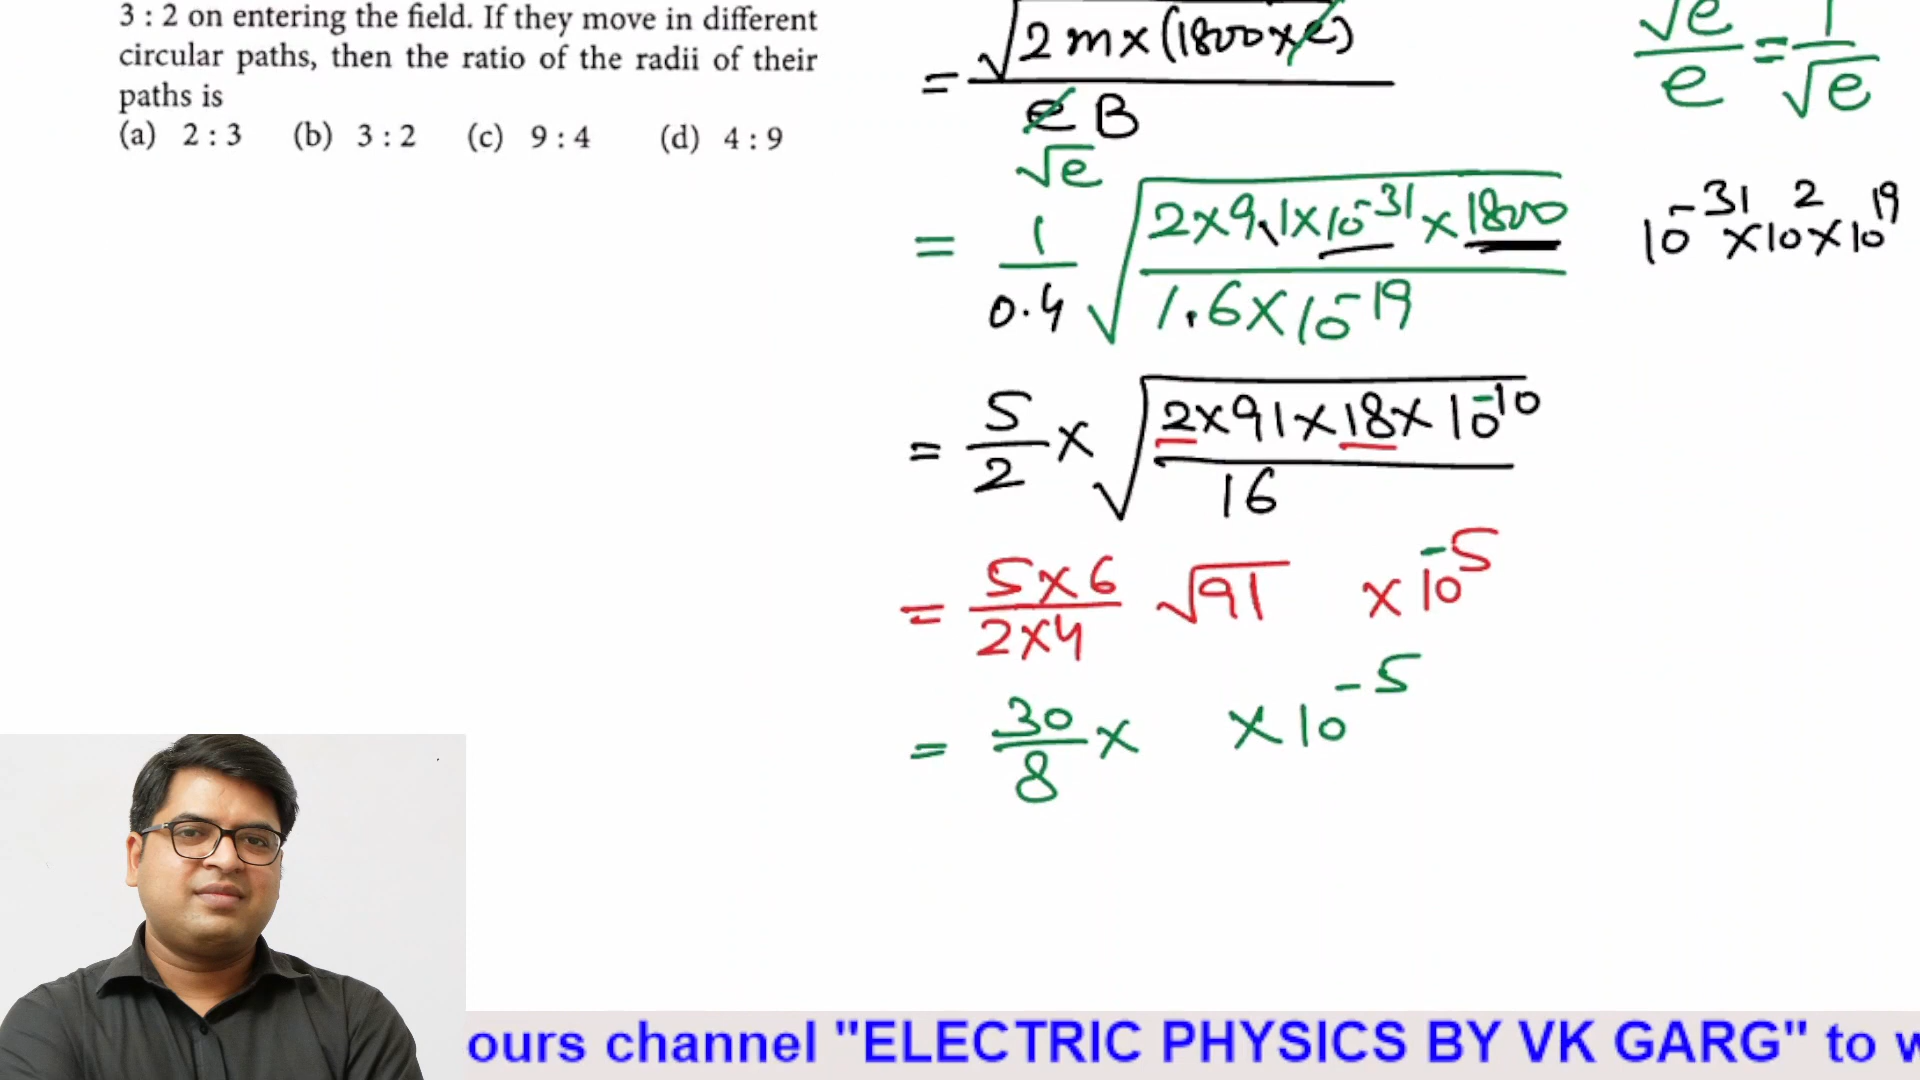 3 : 2 on entering the field. If they move in different
circular paths, then the ratio of the radii of their
paths is
(a) 2 : 3 (b) 3 : 2 (c) 9 : 4 (d) 4 : 9
= √2m×(1800×e) / eB
√e
= 1/0.4 √2×9.1×10⁻³¹×1800 / 1.6×10⁻¹⁹
= 5/2 × √2×91×18×10⁻¹⁰ / 16
= 5×6 / 2×4 √91 ×10⁻⁵
= 30/8 × ×10⁻⁵
√e/e = 1/√e
10⁻³¹×10²×10¹⁹
ours channel "ELECTRIC PHYSICS BY VK GARG" to w